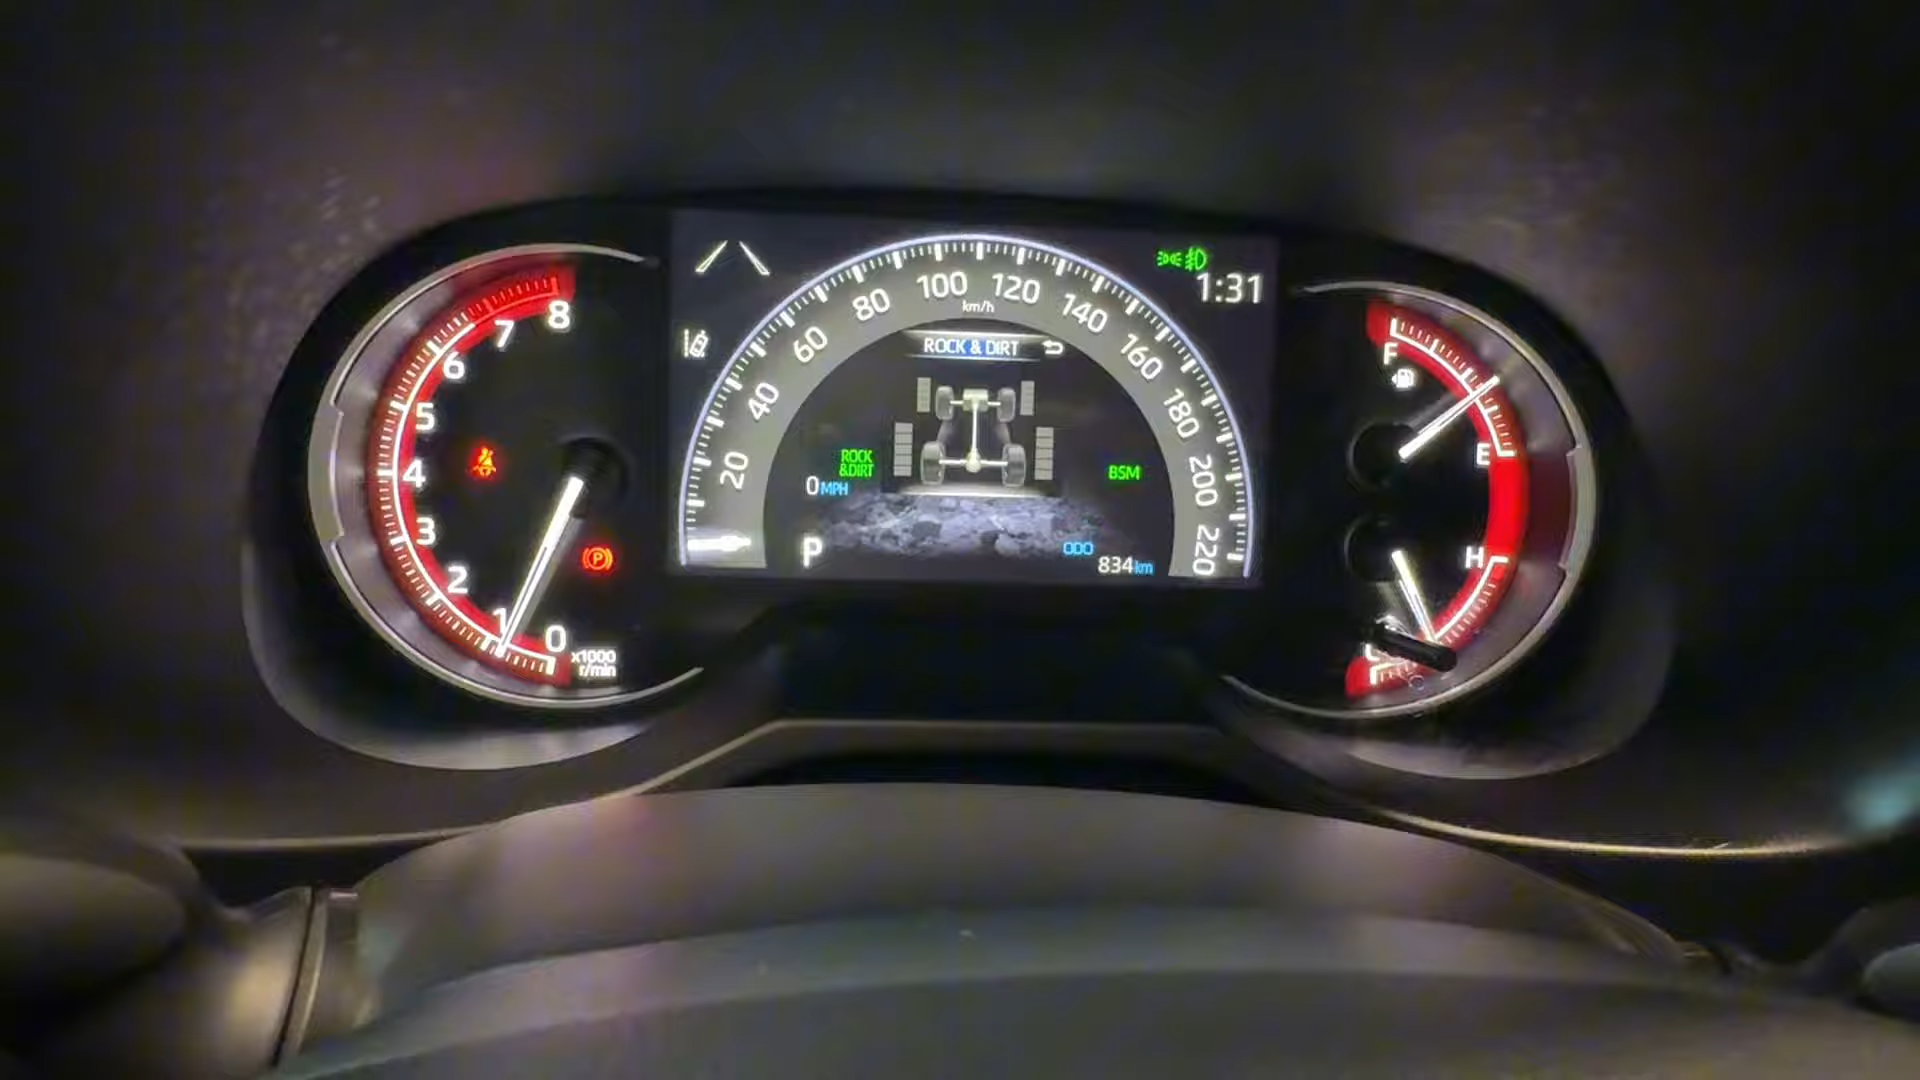 8
7
6
5
4
3
2
1
0
x1000
r/min
P
1:31
20
40
60
80
100
120
140
160
180
200
220
km/h
ROCK & DIRT
ROCK
&DIRT
0 MPH
BSM
P
ODO
834 km
F
E
H